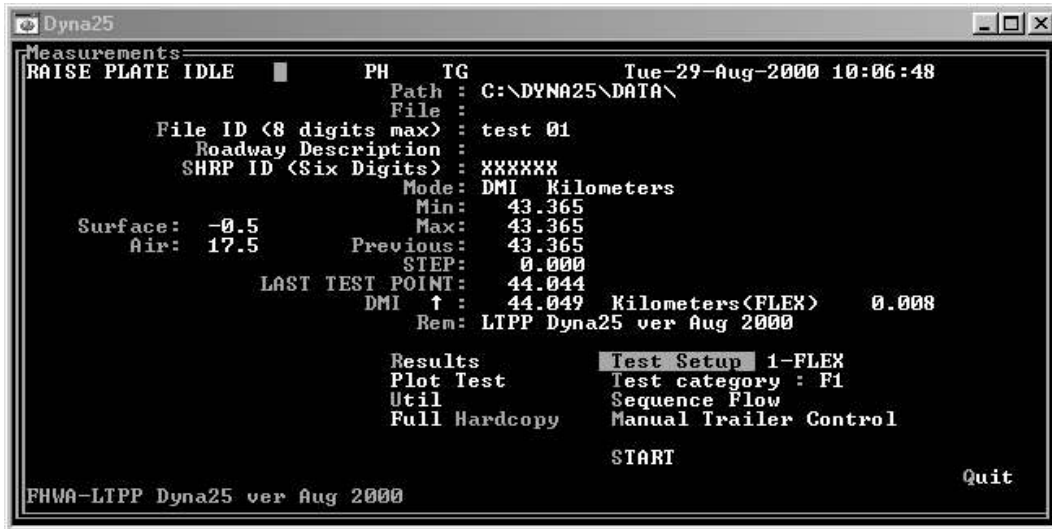 Dyna25
Measurements
RAISE PLATE IDLE PH TG Tue-29-Aug-2000 10:06:48
Path : C:\DYNA25\DATA\
File :
File ID (8 digits max) : test 01
Roadway Description :
SHRP ID (Six Digits) : XXXXXX
Mode: DMI Kilometers
Min: 43.365
Surface: -0.5 Max: 43.365
Air: 17.5 Previous: 43.365
STEP: 0.000
LAST TEST POINT: 44.044
DMI ↑ : 44.049 Kilometers(FLEX) 0.008
Rem: LTPP Dyna25 ver Aug 2000
Results Test Setup 1-FLEX
Plot Test Test category : F1
Util Sequence Flow
Full Hardcopy Manual Trailer Control
START
Quit
FHWA-LTPP Dyna25 ver Aug 2000